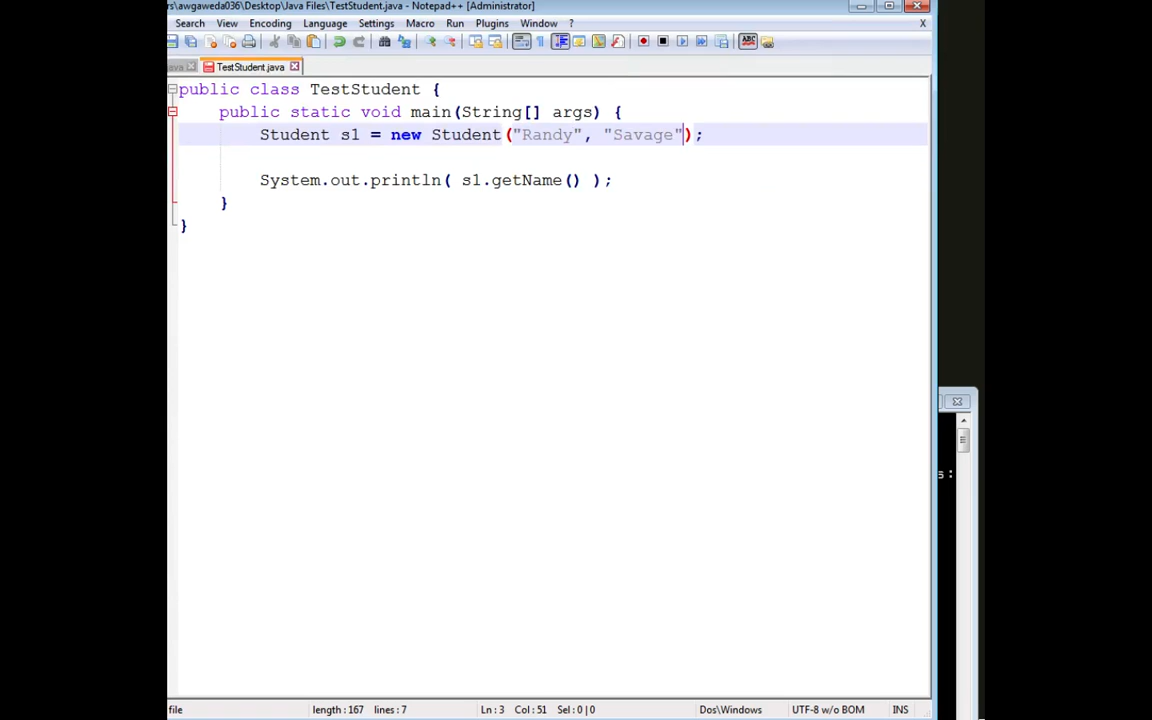 rs\awgaweda036\Desktop\Java Files\TestStudent.java - Notepad++ [Administrator]
Search View Encoding Language Settings Macro Run Plugins Window ? X
java TestStudent.java
public class TestStudent {
public static void main(String[] args) {
Student s1 = new Student("Randy", "Savage");
System.out.println( s1.getName() );
}
}
s:
file length : 167 lines : 7 Ln : 3 Col : 51 Sel : 0 | 0 Dos\Windows UTF-8 w/o BOM INS